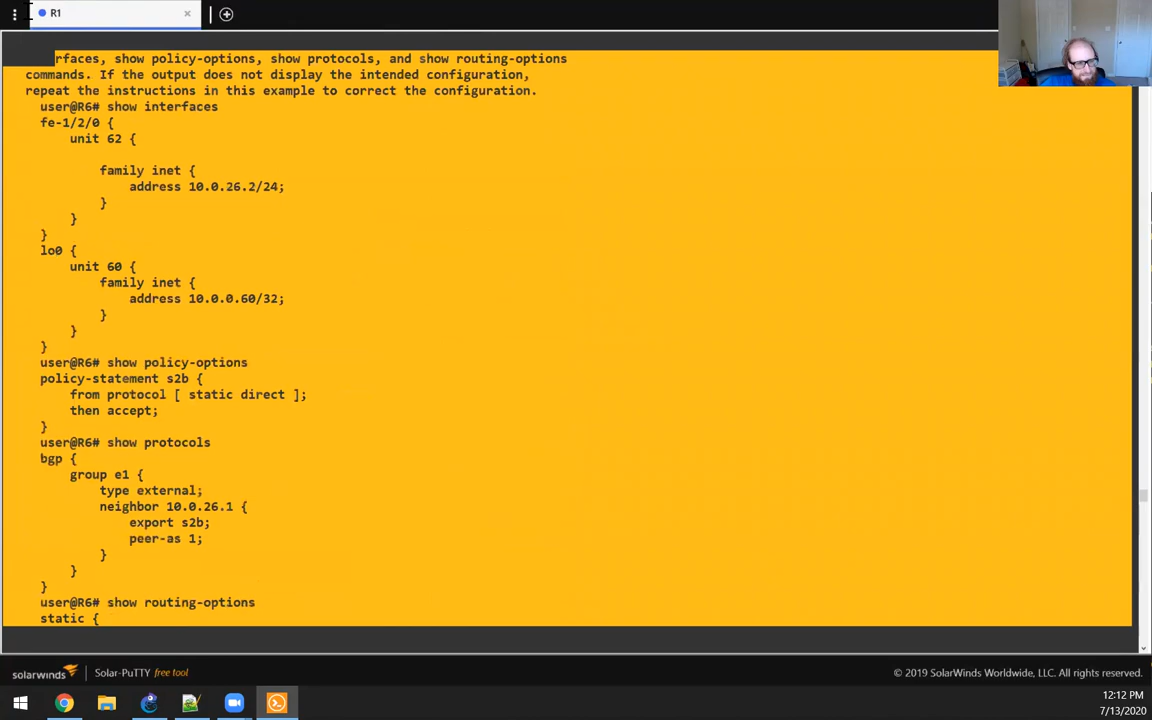 R1
rfaces, show policy-options, show protocols, and show routing-options
commands. If the output does not display the intended configuration,
repeat the instructions in this example to correct the configuration.
user@R6# show interfaces
fe-1/2/0 {
unit 62 {
family inet {
address 10.0.26.2/24;
}
}
}
lo0 {
unit 60 {
family inet {
address 10.0.0.60/32;
}
}
}
user@R6# show policy-options
policy-statement s2b {
from protocol [ static direct ];
then accept;
}
user@R6# show protocols
bgp {
group e1 {
type external;
neighbor 10.0.26.1 {
export s2b;
peer-as 1;
}
}
}
user@R6# show routing-options
static {
solarwinds Solar-PuTTY free tool © 2019 SolarWinds Worldwide, LLC. All rights reserved.
12:12 PM
7/13/2020